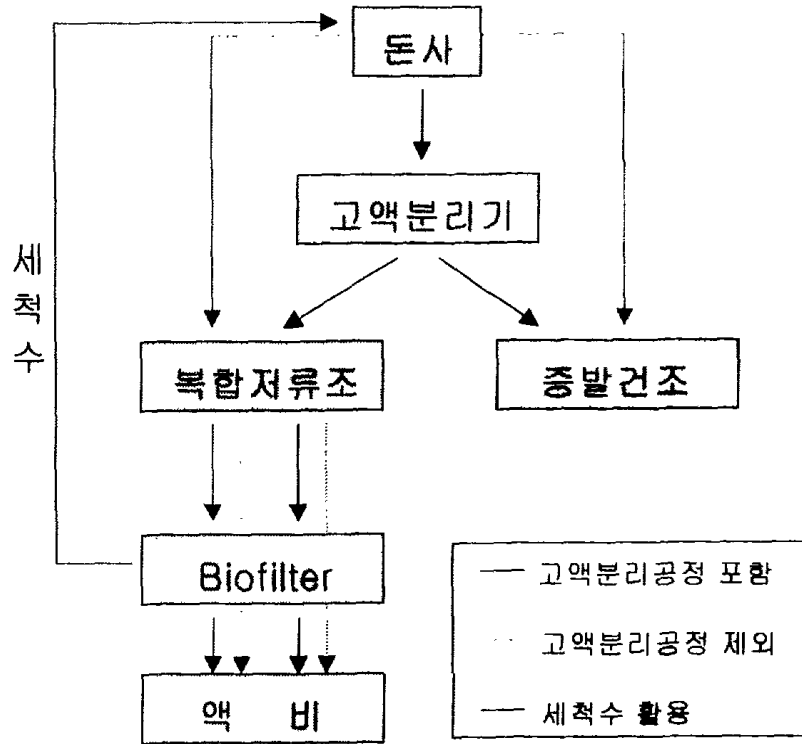 돈사
고액분리기
세척수
복합저류조
증발건조
Biofilter
액 비
고액분리공정 포함
고액분리공정 제외
세척수 활용